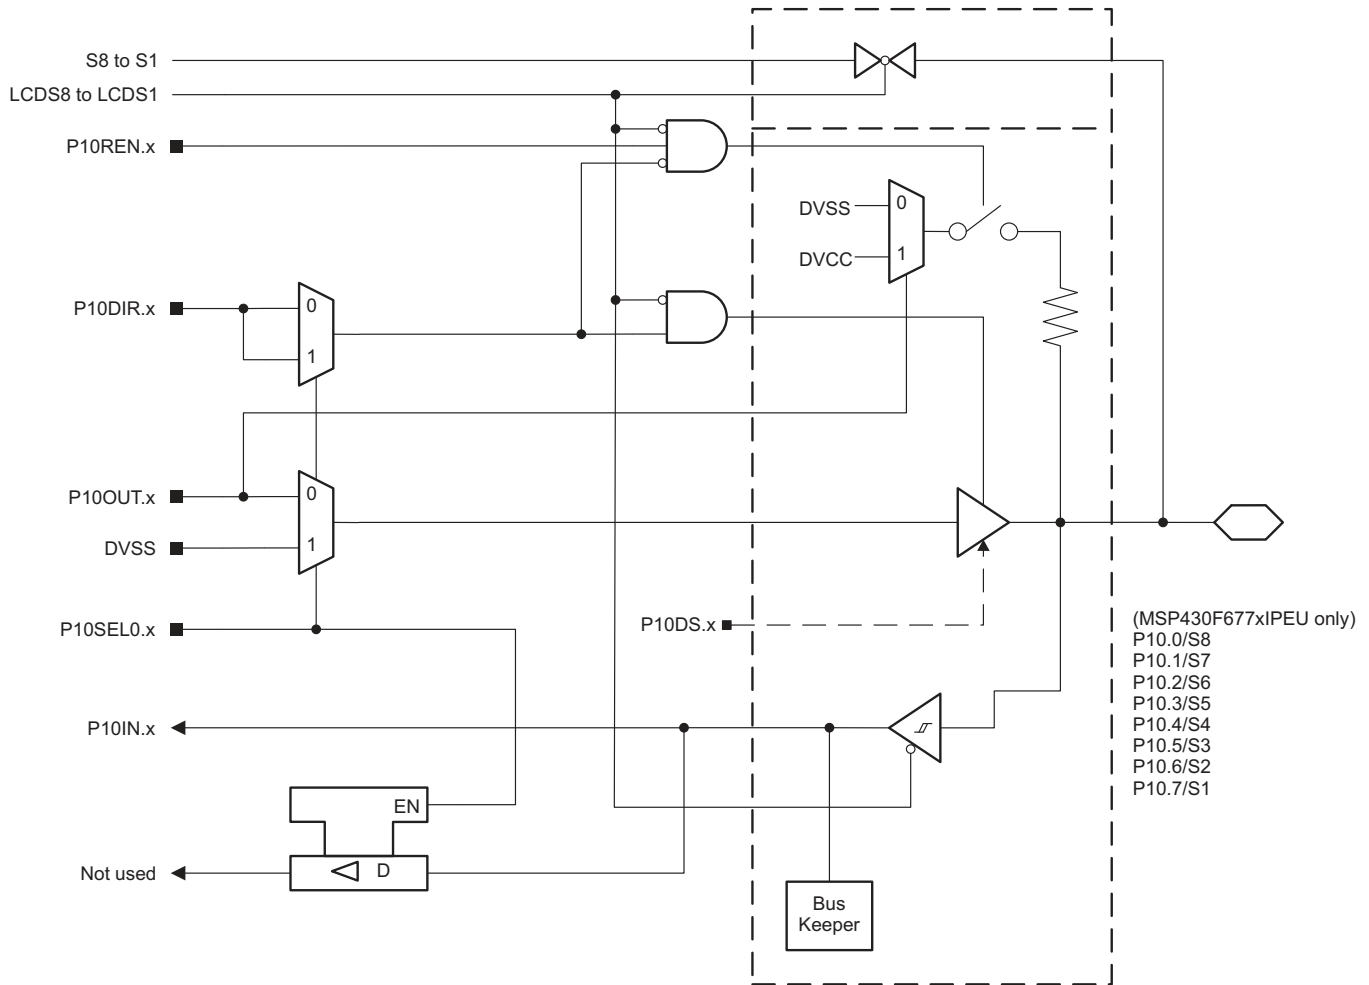 S8 to S1
LCDS8 to LCDS1
P10REN.x
DVSS
0
DVCC
1
P10DIR.x
0
1
P10OUT.x
0
DVSS
1
P10SEL0.x
P10DS.x
(MSP430F677xIPEU only)
P10.0/S8
P10.1/S7
P10.2/S6
P10.3/S5
P10.4/S4
P10.5/S3
P10.6/S2
P10.7/S1
P10IN.x
EN
Not used
D
Bus
Keeper